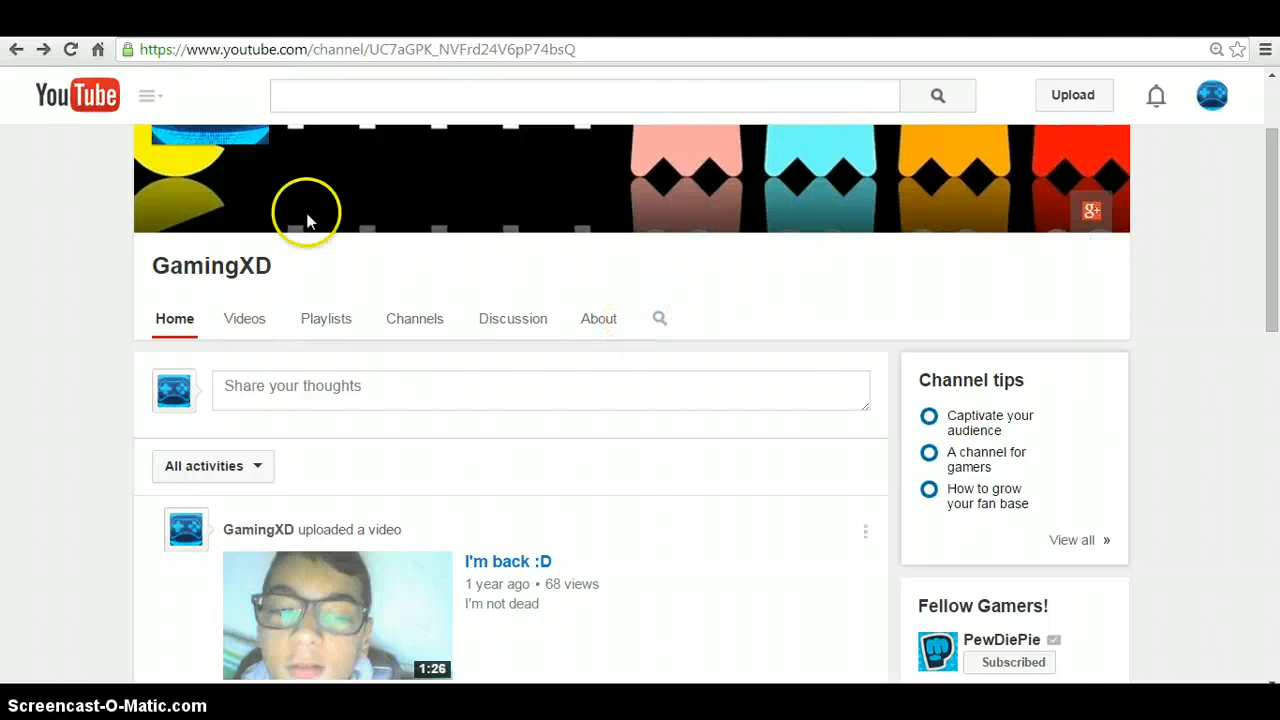 https://www.youtube.com/channel/UC7aGPK_NVFrd24V6pP74bsQ
YouTube
Upload
g+
GamingXD
Home Videos Playlists Channels Discussion About
Share your thoughts
Channel tips
Captivate your
audience
A channel for
gamers
How to grow
your fan base
View all »
All activities
GamingXD uploaded a video
I'm back :D
1 year ago • 68 views
I'm not dead
1:26
Fellow Gamers!
PewDiePie
Subscribed
Screencast-O-Matic.com